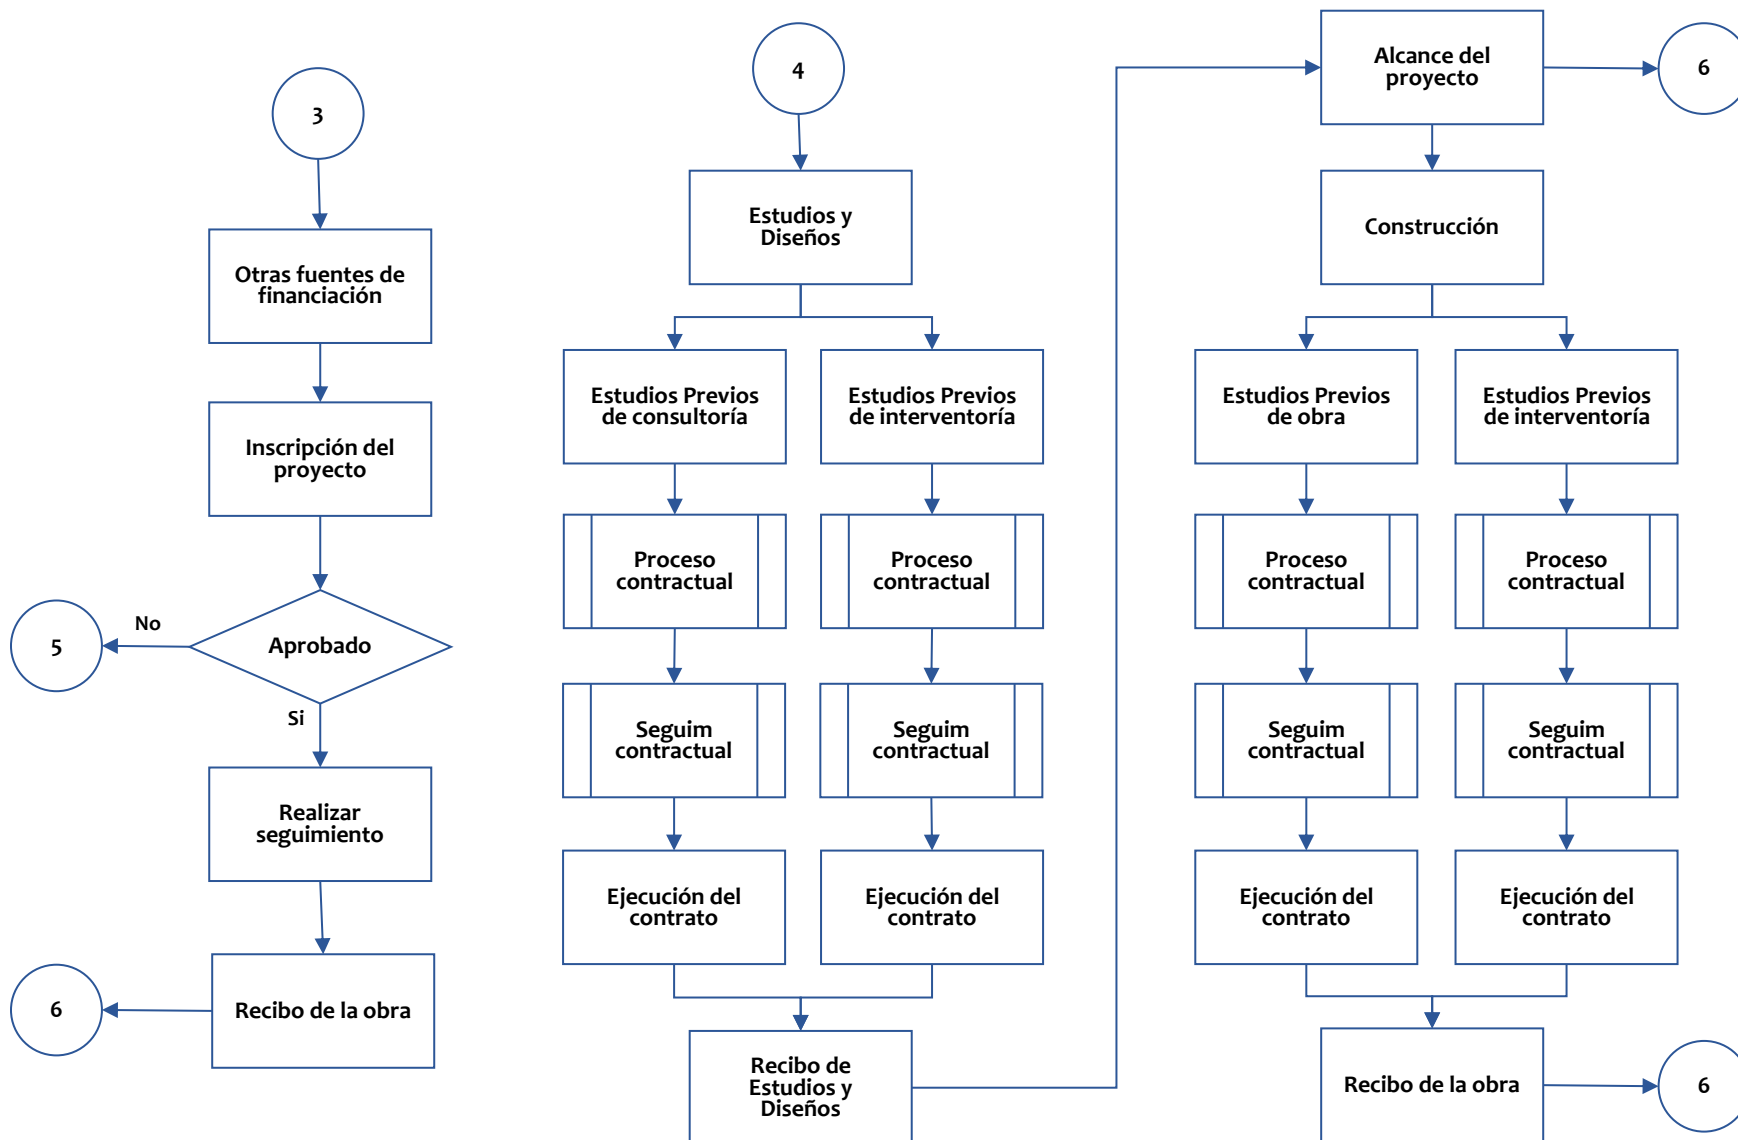 3
Otras fuentes de
financiación
Inscripción del
proyecto
Aprobado
No
5
Si
Realizar
seguimiento
Recibo de la obra
6
4
Estudios y
Diseños
Estudios Previos
de consultoría
Estudios Previos
de interventoría
Proceso
contractual
Proceso
contractual
Seguim
contractual
Seguim
contractual
Ejecución del
contrato
Ejecución del
contrato
Recibo de
Estudios y
Diseños
Alcance del
proyecto
6
Construcción
Estudios Previos
de obra
Estudios Previos
de interventoría
Proceso
contractual
Proceso
contractual
Seguim
contractual
Seguim
contractual
Ejecución del
contrato
Ejecución del
contrato
Recibo de la obra
6